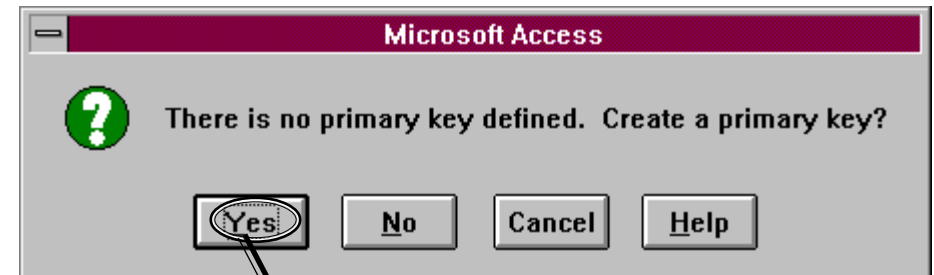 Microsoft Access
There is no primary key defined.  Create a primary key?
Yes No Cancel Help